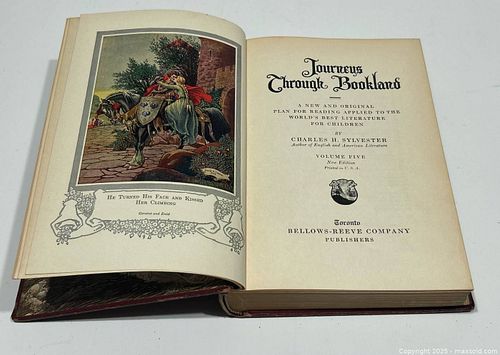 He Turned His Face and Kissed
Her Climbing
Geraint and Enid
Journeys
Through Bookland
A NEW AND ORIGINAL
PLAN FOR READING APPLIED TO THE
WORLD'S BEST LITERATURE
FOR CHILDREN
BY
CHARLES H. SYLVESTER
Author of English and American Literature
VOLUME FIVE
New Edition
Printed in U. S. A.
Toronto
BELLOWS-REEVE COMPANY
PUBLISHERS
Copyright 2025 - maxsold.com